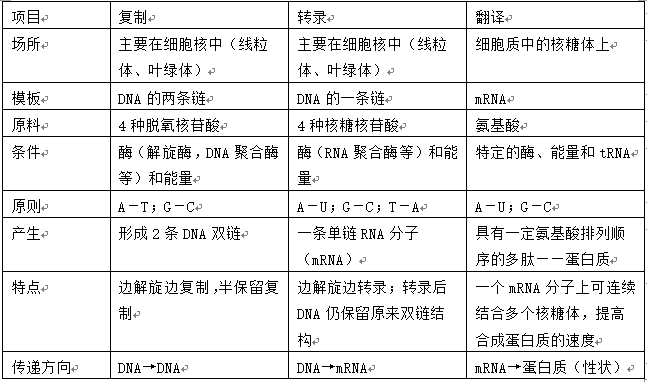 项目 复制 转录 翻译
场所 主要在细胞核中（线粒 主要在细胞核中（线粒 细胞质中的核糖体上
体、叶绿体） 体、叶绿体）
模板 DNA 的两条链 DNA 的一条链 mRNA
原料 4 种脱氧核苷酸 4 种核糖核苷酸 氨基酸
条件 酶（解旋酶,DNA 聚合酶 酶（RNA 聚合酶等）和能 特定的酶、能量和 tRNA
等）和能量 量
原则 A－T；G－C A－U；G－C；T－A A－U；G－C
产生 形成 2 条 DNA 双链 一条单链 RNA 分子 具有一定氨基酸排列顺
（mRNA） 序的多肽－－蛋白质
特点 边解旋边复制,半保留复 边解旋边转录；转录后 一个 mRNA 分子上可连续
制 DNA 仍保留原来双链结 结合多个核糖体，提高
构 合成蛋白质的速度
传递方向 DNA→DNA DNA→mRNA mRNA→蛋白质（性状）